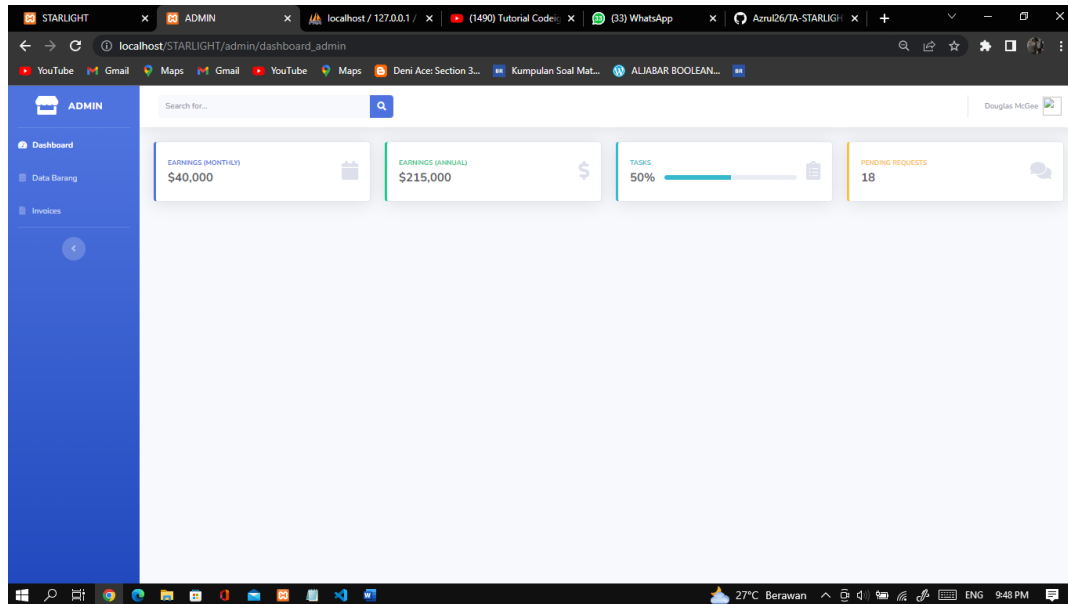 STARLIGHT
ADMIN
localhost / 127.0.0.1 /
(1490) Tutorial Codeig
(33) WhatsApp
Azrul26/TA-STARLIGH
localhost/STARLIGHT/admin/dashboard_admin
YouTube Gmail Maps Gmail YouTube Maps Deni Ace: Section 3... Kumpulan Soal Mat... ALJABAR BOOLEAN...
ADMIN
Search for...
Douglas McGee
Dashboard
Data Barang
Invoices
EARNINGS (MONTHLY)
$40,000
EARNINGS (ANNUAL)
$215,000
TASKS
50%
PENDING REQUESTS
18
27°C Berawan ENG 9:48 PM